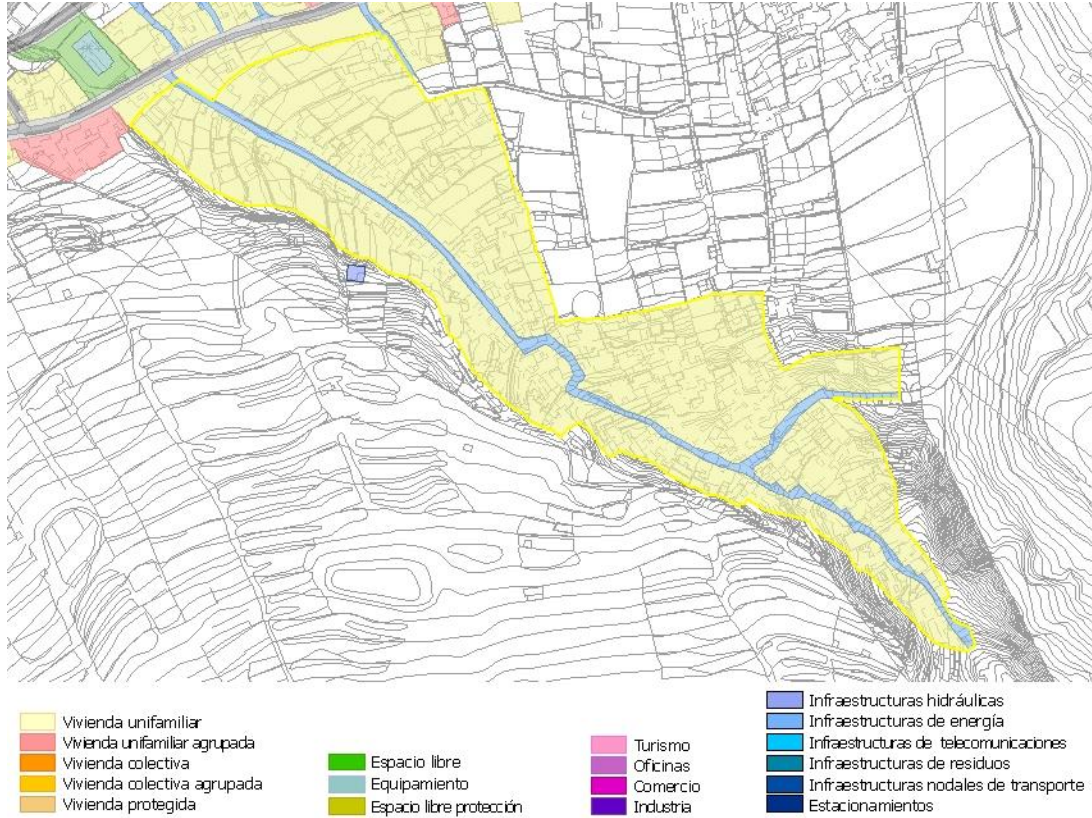 Vivienda unifamiliar
Vivienda unifamiliar agrupada
Vivienda colectiva
Vivienda colectiva agrupada
Vivienda protegida
Espacio libre
Equipamiento
Espacio libre protección
Turismo
Oficinas
Comercio
Industria
Infraestructuras hidráulicas
Infraestructuras de energía
Infraestructuras de telecomunicaciones
Infraestructuras de residuos
Infraestructuras nodales de transporte
Estacionamientos